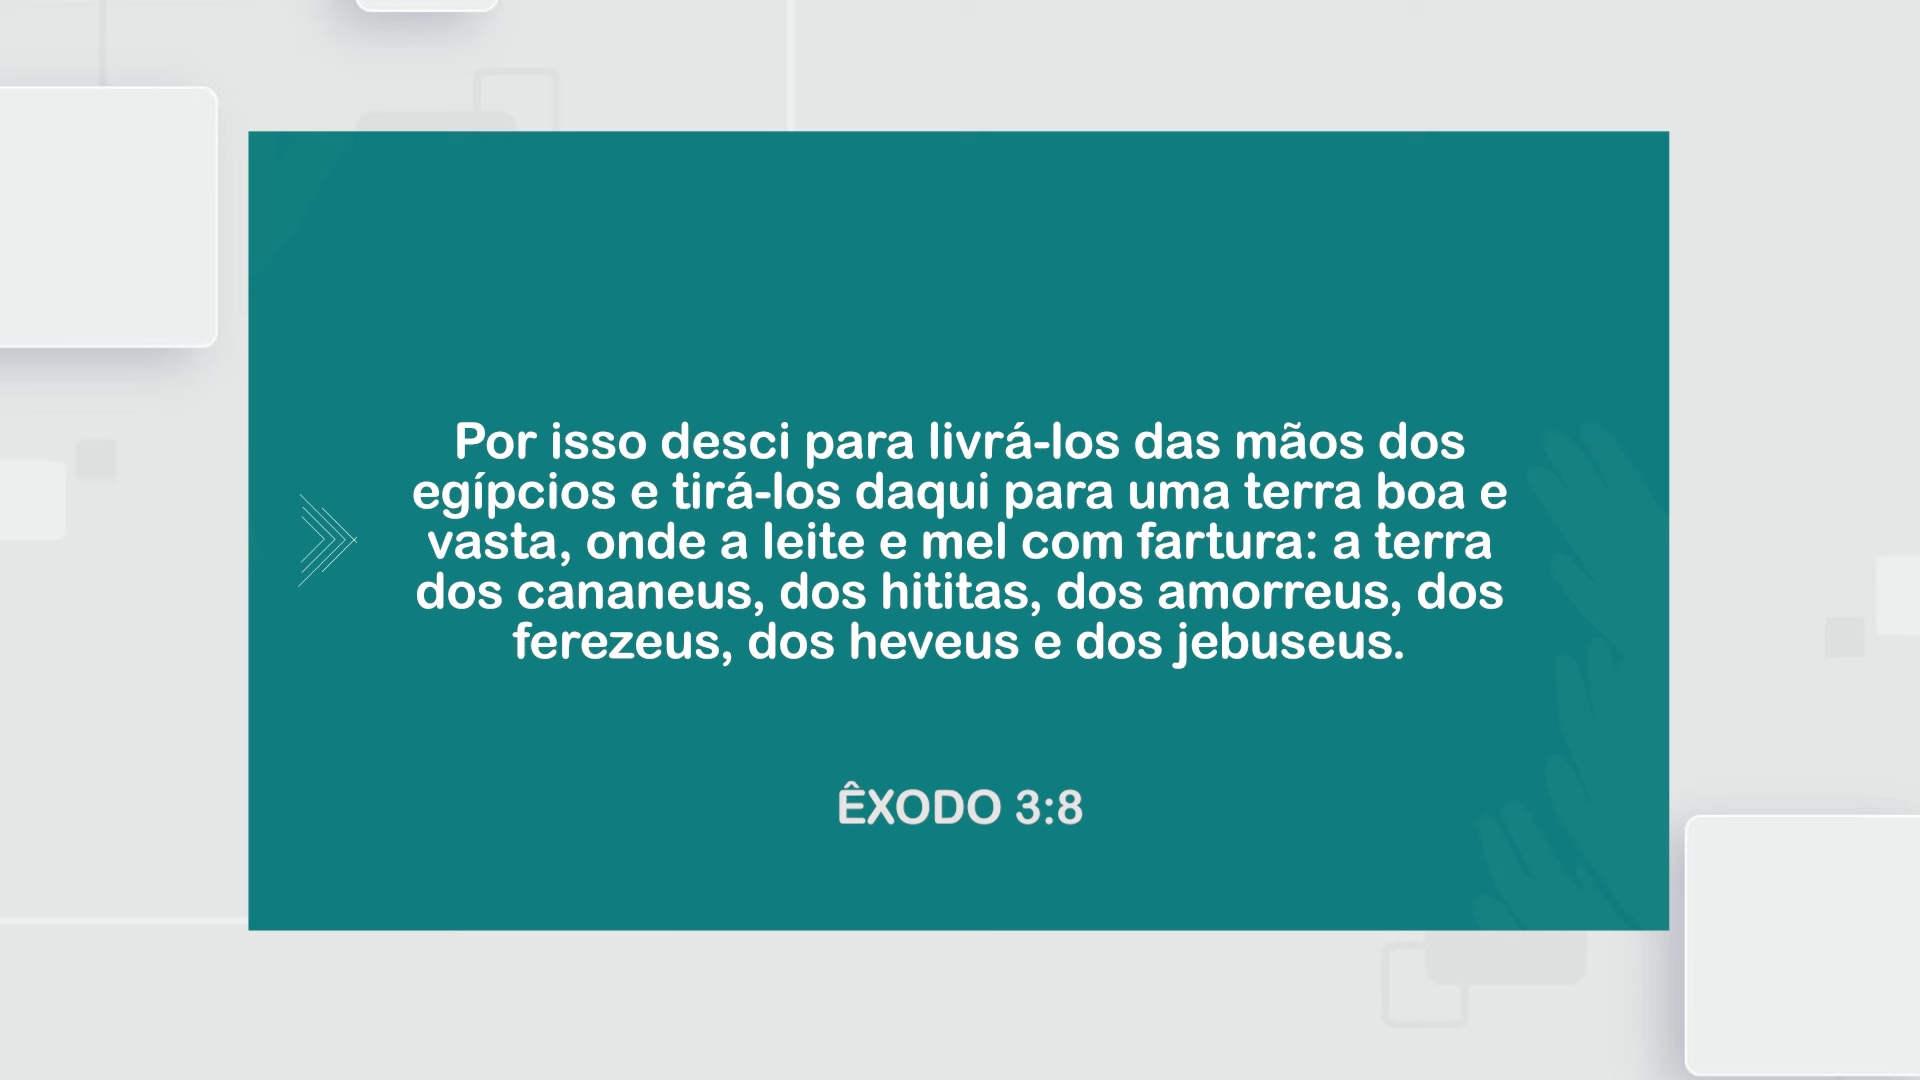 Por isso desci para livrá-los das mãos dos
egípcios e tirá-los daqui para uma terra boa e
vasta, onde a leite e mel com fartura: a terra
dos cananeus, dos hititas, dos amorreus, dos
ferezeus, dos heveus e dos jebuseus.
ÊXODO 3:8